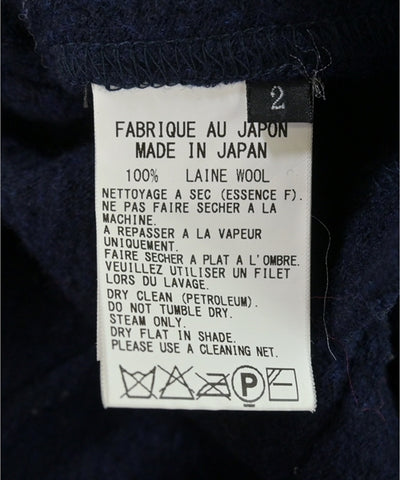 2
FABRIQUE AU JAPON
MADE IN JAPAN
100% LAINE WOOL
NETTOYAGE A SEC (ESSENCE F).
NE PAS FAIRE SECHER A LA
MACHINE.
A REPASSER A LA VAPEUR
UNIQUEMENT.
FAIRE SECHER A PLAT A L'OMBRE.
VEUILLEZ UTILISER UN FILET
LORS DU LAVAGE.
DRY CLEAN (PETROLEUM).
DO NOT TUMBLE DRY.
STEAM ONLY.
DRY FLAT IN SHADE.
PLEASE USE A CLEANING NET.
P